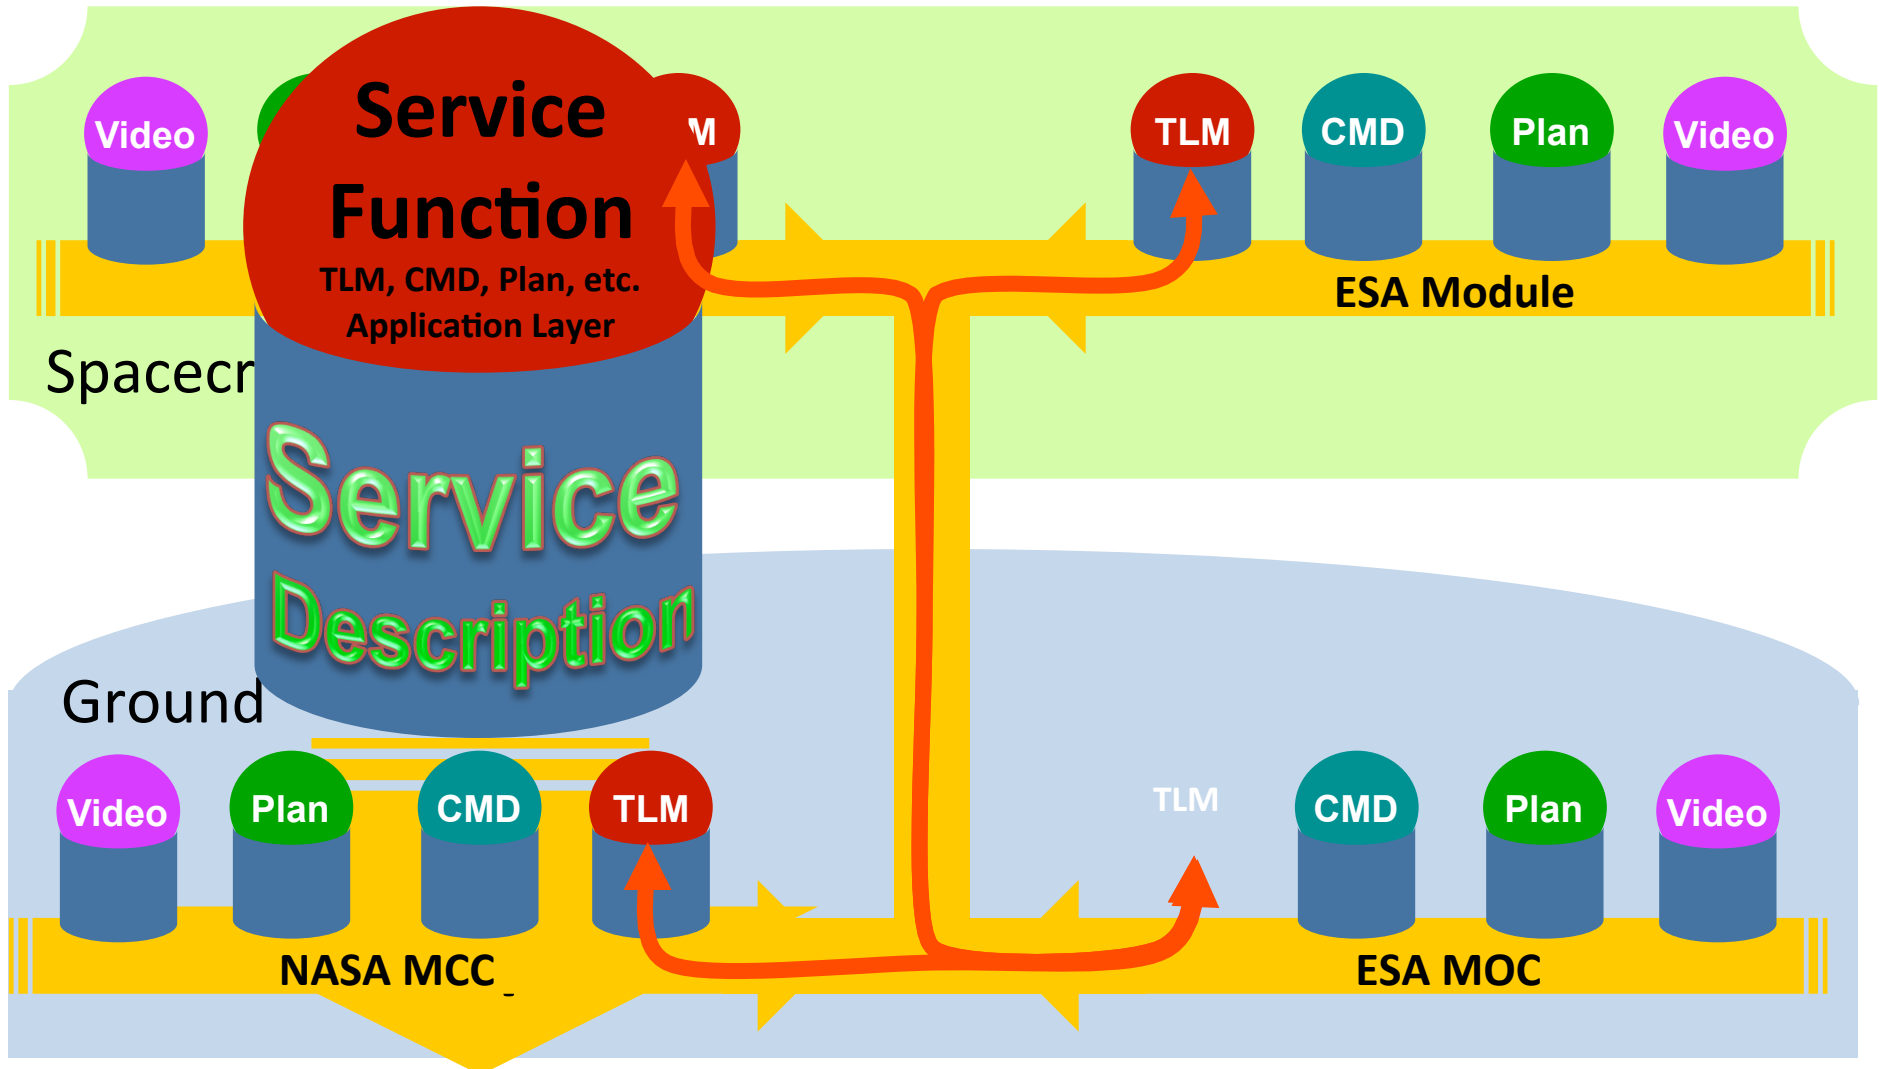 Service
Function
TLM, CMD, Plan, etc.
Application Layer
Video
M
TLM
CMD
Plan
Video
ESA Module
Spacecr
Service
Description
Ground
Video
Plan
CMD
TLM
TLM
CMD
Plan
Video
NASA MCC
ESA MOC